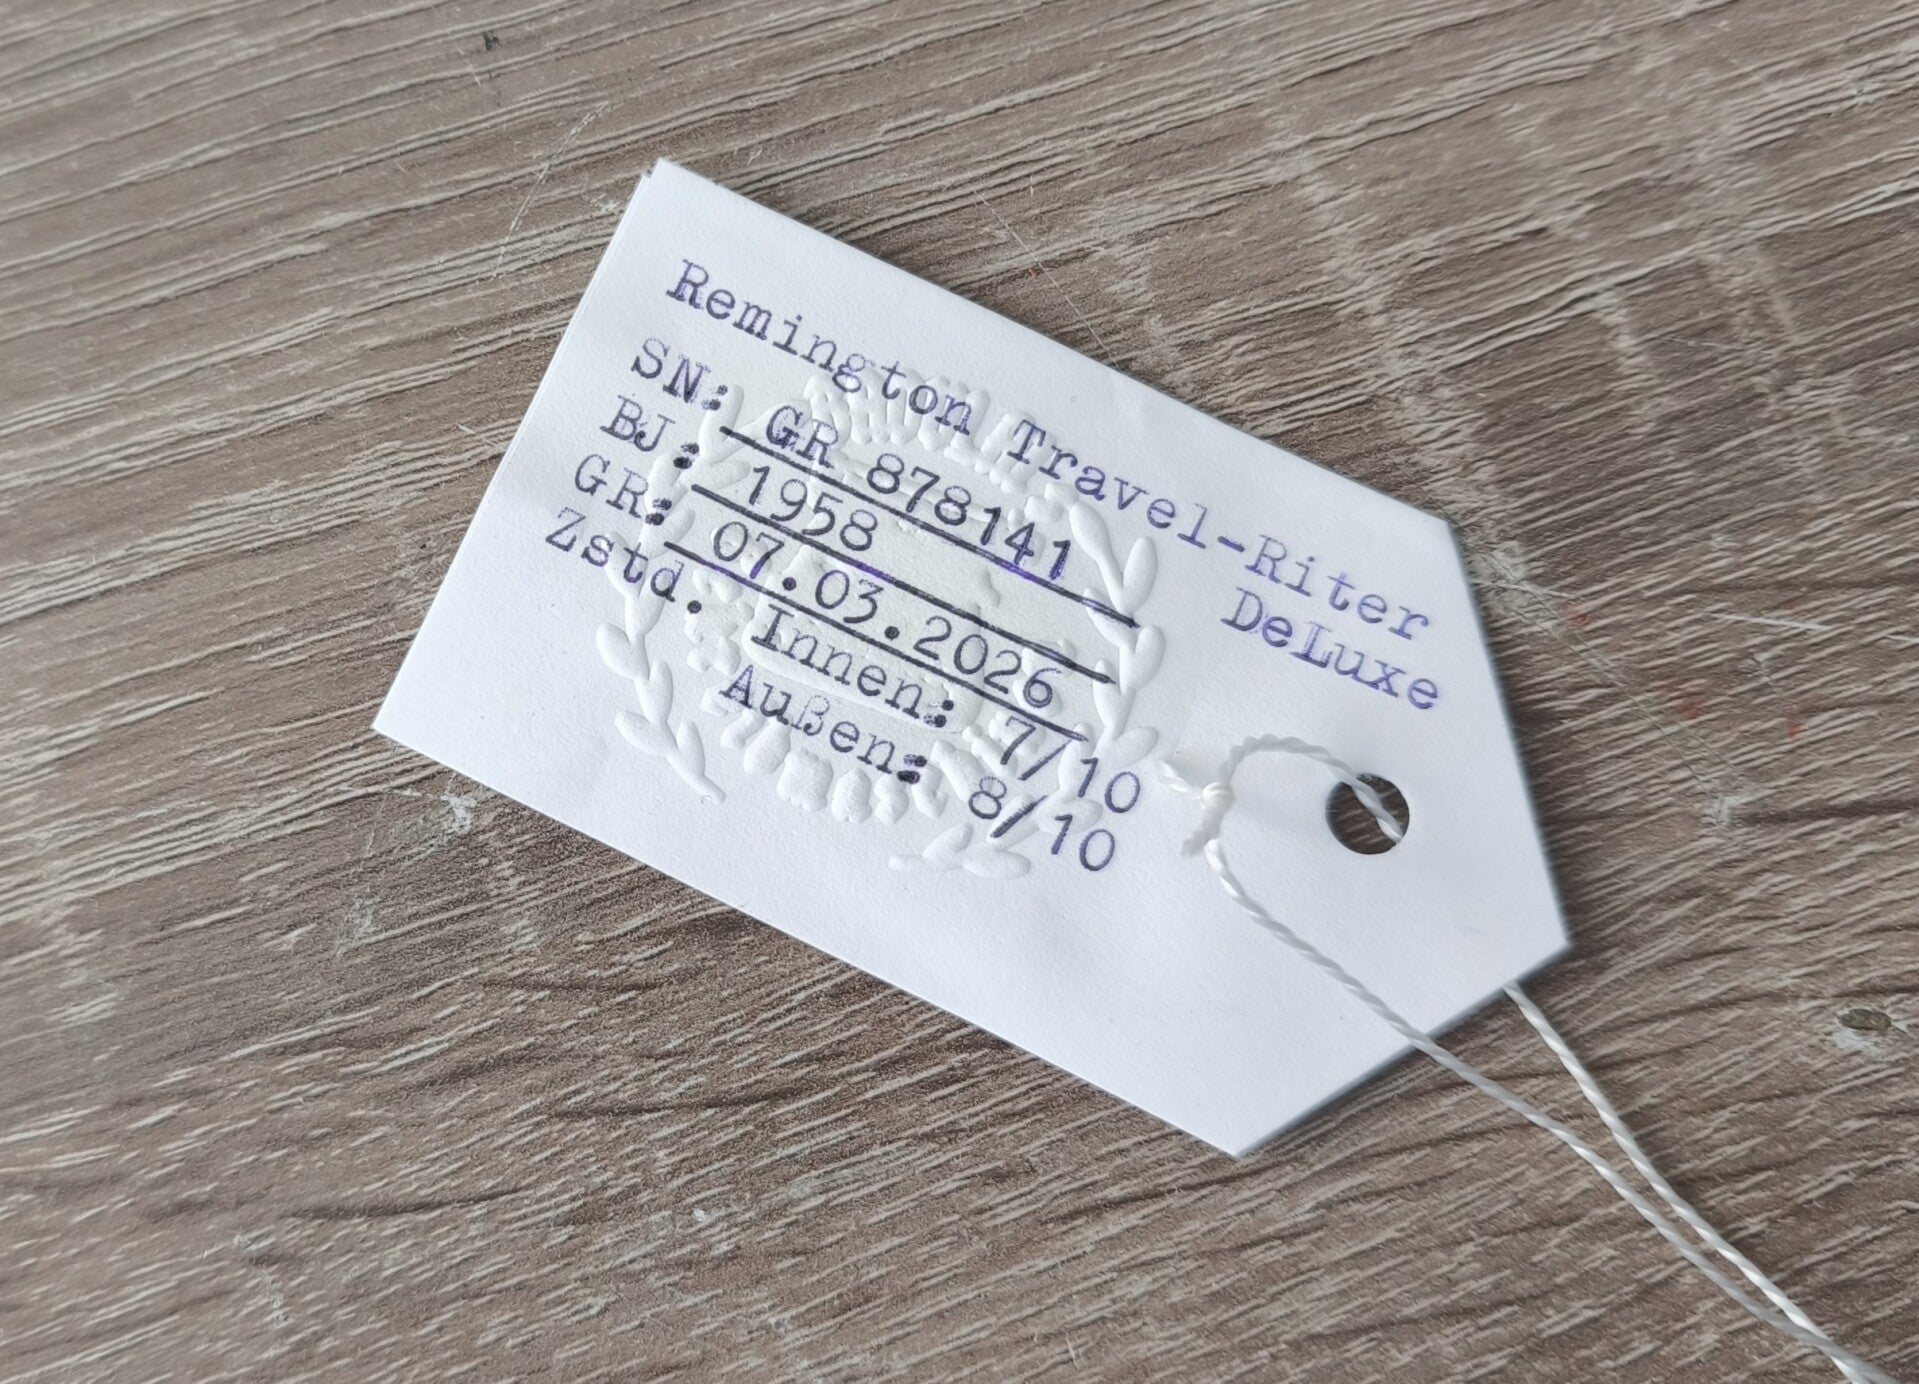 Remington Travel-Riter
DeLuxe
SN: GR 878141
BJ: 1958
GR: 07.03.2026
Zstd. Innen: 7/10
Außen: 8/10